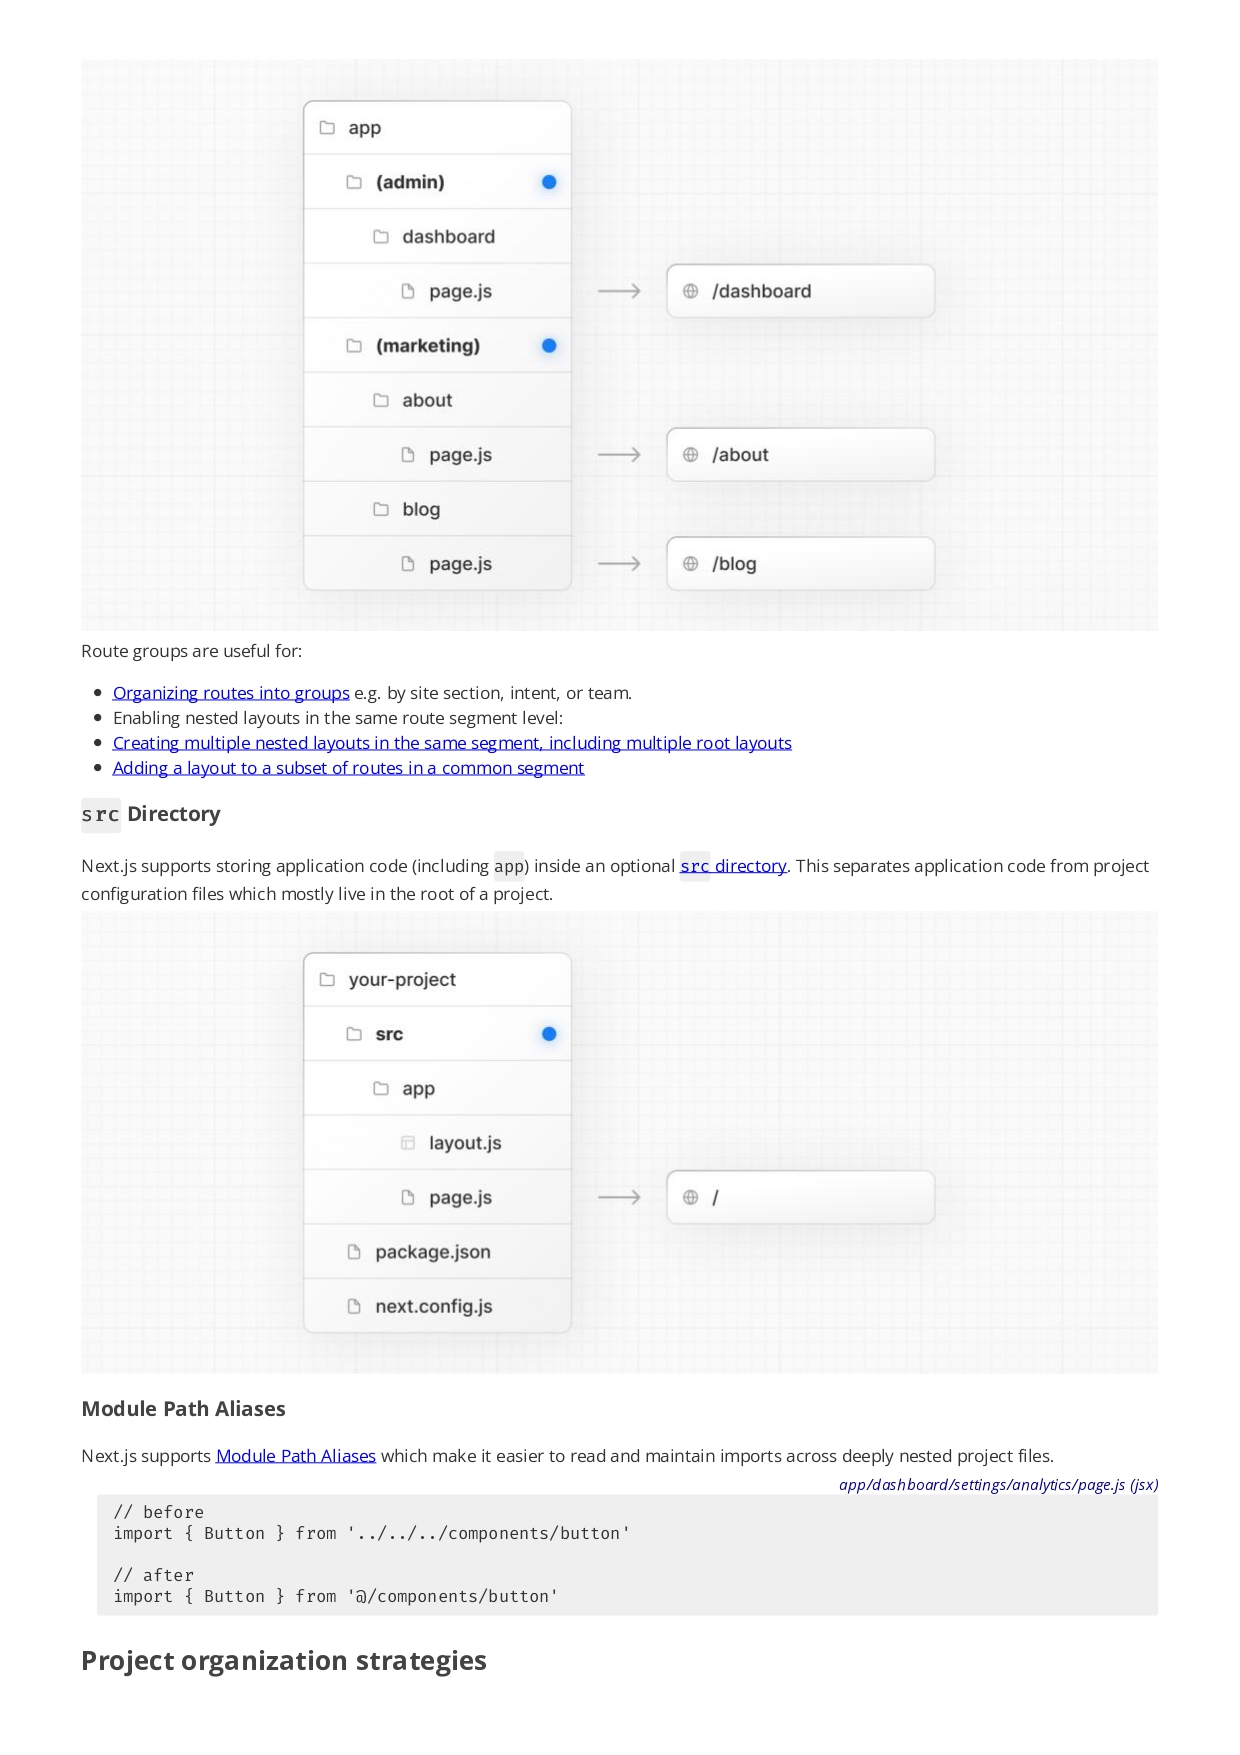 app
(admin)
dashboard
page.js
/dashboard
(marketing)
about
page.js
/about
blog
page.js
/blog
Route groups are useful for:
Organizing routes into groups e.g. by site section, intent, or team.
Enabling nested layouts in the same route segment level:
Creating multiple nested layouts in the same segment, including multiple root layouts
Adding a layout to a subset of routes in a common segment
src Directory
Next.js supports storing application code (including app) inside an optional src directory. This separates application code from project
configuration files which mostly live in the root of a project.
your-project
src
app
layout.js
page.js
/
package.json
next.config.js
Module Path Aliases
Next.js supports Module Path Aliases which make it easier to read and maintain imports across deeply nested project files.
app/dashboard/settings/analytics/page.js (jsx)
// before
import { Button } from '../../../components/button'
// after
import { Button } from '@/components/button'
Project organization strategies